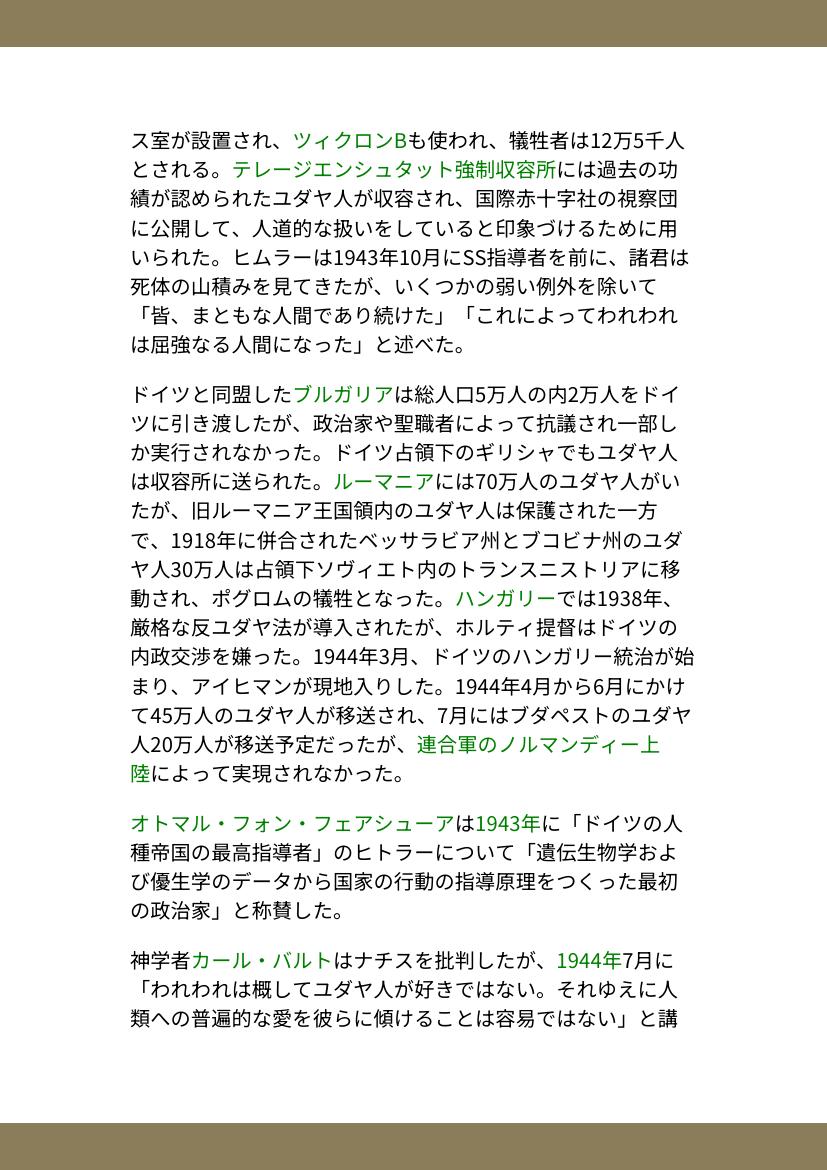 ス室が設置され、ツィクロンBも使われ、犠牲者は12万5千人
とされる。テレージエンシュタット強制収容所には過去の功
績が認められたユダヤ人が収容され、国際赤十字社の視察団
に公開して、人道的な扱いをしていると印象づけるために用
いられた。ヒムラーは1943年10月にSS指導者を前に、諸君は
死体の山積みを見てきたが、いくつかの弱い例外を除いて
「皆、まともな人間であり続けた」「これによってわれわれ
は屈強なる人間になった」と述べた。
ドイツと同盟したブルガリアは総人口5万人の内2万人をドイ
ツに引き渡したが、政治家や聖職者によって抗議され一部し
か実行されなかった。ドイツ占領下のギリシャでもユダヤ人
は収容所に送られた。ルーマニアには70万人のユダヤ人がい
たが、旧ルーマニア王国領内のユダヤ人は保護された一方
で、1918年に併合されたベッサラビア州とブコビナ州のユダ
ヤ人30万人は占領下ソヴィエト内のトランスニストリアに移
動され、ポグロムの犠牲となった。ハンガリーでは1938年、
厳格な反ユダヤ法が導入されたが、ホルティ提督はドイツの
内政交渉を嫌った。1944年3月、ドイツのハンガリー統治が始
まり、アイヒマンが現地入りした。1944年4月から6月にかけ
て45万人のユダヤ人が移送され、7月にはブダペストのユダヤ
人20万人が移送予定だったが、連合軍のノルマンディー上
陸によって実現されなかった。
オトマル・フォン・フェアシューアは1943年に「ドイツの人
種帝国の最高指導者」のヒトラーについて「遺伝生物学およ
び優生学のデータから国家の行動の指導原理をつくった最初
の政治家」と称賛した。
神学者カール・バルトはナチスを批判したが、1944年7月に
「われわれは概してユダヤ人が好きではない。それゆえに人
類への普遍的な愛を彼らに傾けることは容易ではない」と講